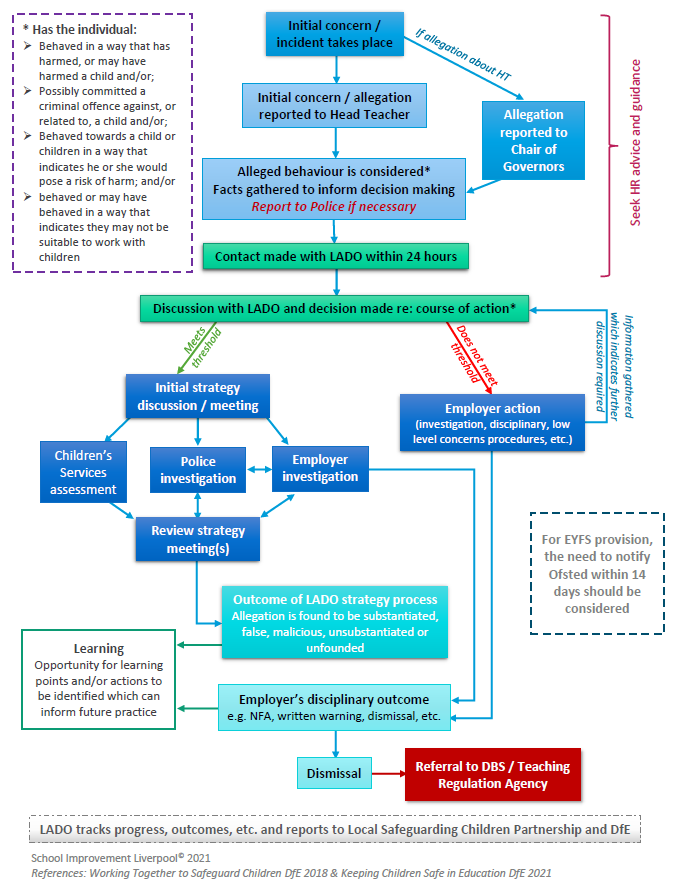 * Has the individual:
➢ Behaved in a way that has
harmed, or may have
harmed a child and/or;
➢ Possibly committed a
criminal offence against, or
related to, a child and/or;
➢ Behaved towards a child or
children in a way that
indicates he or she would
pose a risk of harm; and/or
➢ behaved or may have
behaved in a way that
indicates they may not be
suitable to work with
children
Initial concern /
incident takes place
If allegation about HT
Initial concern / allegation
reported to Head Teacher
Allegation
reported to
Chair of
Governors
Seek HR advice and guidance
Alleged behaviour is considered*
Facts gathered to inform decision making
Report to Police if necessary
Contact made with LADO within 24 hours
Discussion with LADO and decision made re: course of action*
Meets
threshold
Does not meet
threshold
Information gathered
which indicates further
discussion required
Initial strategy
discussion / meeting
Employer action
(investigation, disciplinary, low
level concerns procedures, etc.)
Children's
Services
assessment
Police
investigation
Employer
investigation
Review strategy
meeting(s)
For EYFS provision,
the need to notify
Ofsted within 14
days should be
considered
Outcome of LADO strategy process
Allegation is found to be substantiated,
false, malicious, unsubstantiated or
unfounded
Learning
Opportunity for learning
points and/or actions to
be identified which can
inform future practice
Employer's disciplinary outcome
e.g. NFA, written warning, dismissal, etc.
Dismissal
Referral to DBS / Teaching
Regulation Agency
LADO tracks progress, outcomes, etc. and reports to Local Safeguarding Children Partnership and DfE
School Improvement Liverpool© 2021
References: Working Together to Safeguard Children DfE 2018 & Keeping Children Safe in Education DfE 2021